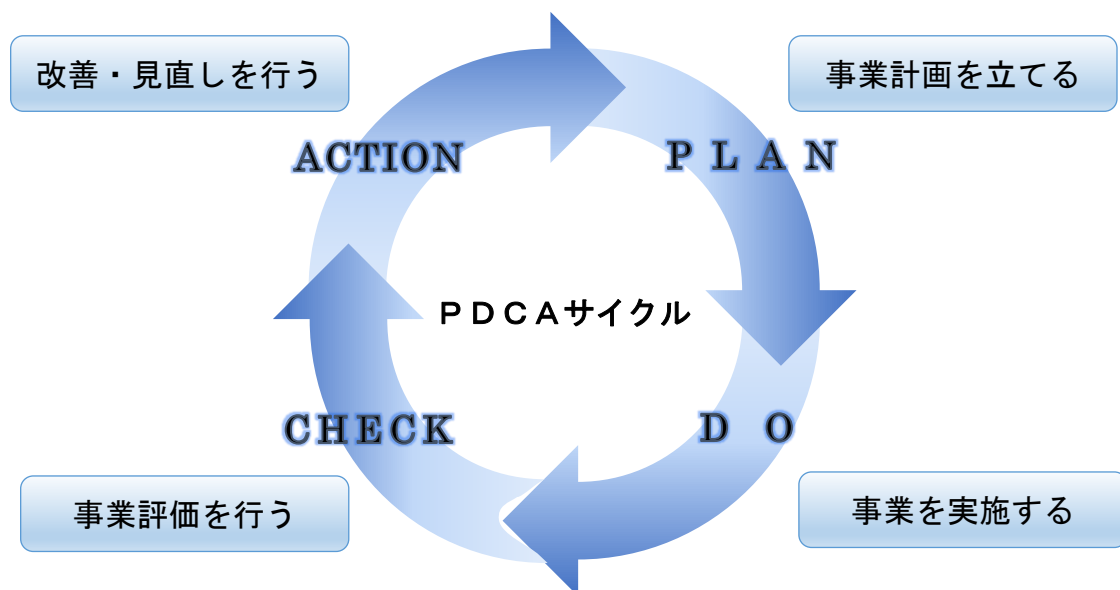 改善・見直しを行う
事業計画を立てる
ACTION
ＰＬＡＮ
ＰＤＣＡサイクル
CHECK
ＤＯ
事業評価を行う
事業を実施する